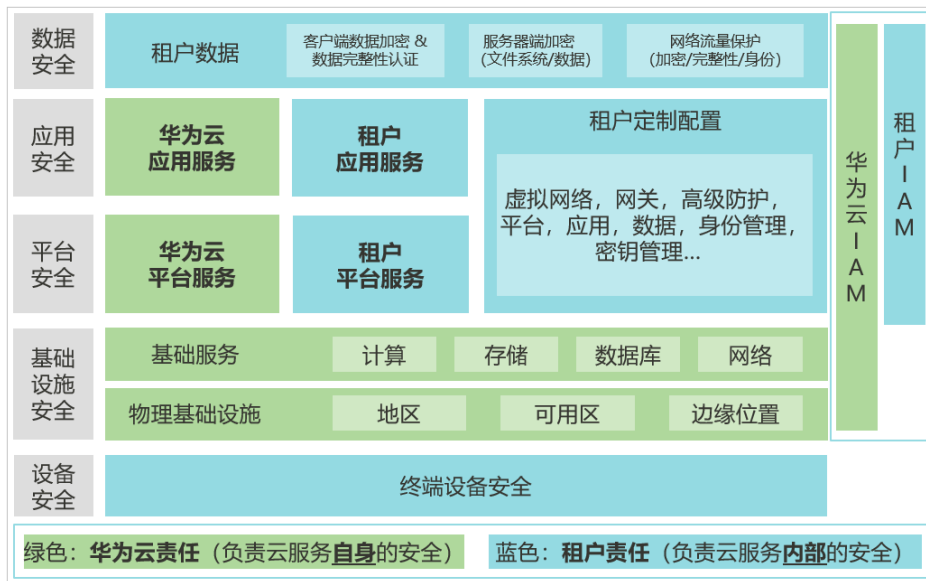 数据
安全
租户数据
客户端数据加密 &
数据完整性认证
服务器端加密
(文件系统/数据)
网络流量保护
(加密/完整性/身份)
应用
安全
华为云
应用服务
租户
应用服务
租户定制配置
虚拟网络，网关，高级防护，
平台，应用，数据，身份管理，
密钥管理...
平台
安全
华为云
平台服务
租户
平台服务
基础
设施
安全
基础服务
计算
存储
数据库
网络
物理基础设施
地区
可用区
边缘位置
设备
安全
终端设备安全
华为云IAM
租户IAM
绿色：华为云责任（负责云服务自身的安全）
蓝色：租户责任（负责云服务内部的安全）